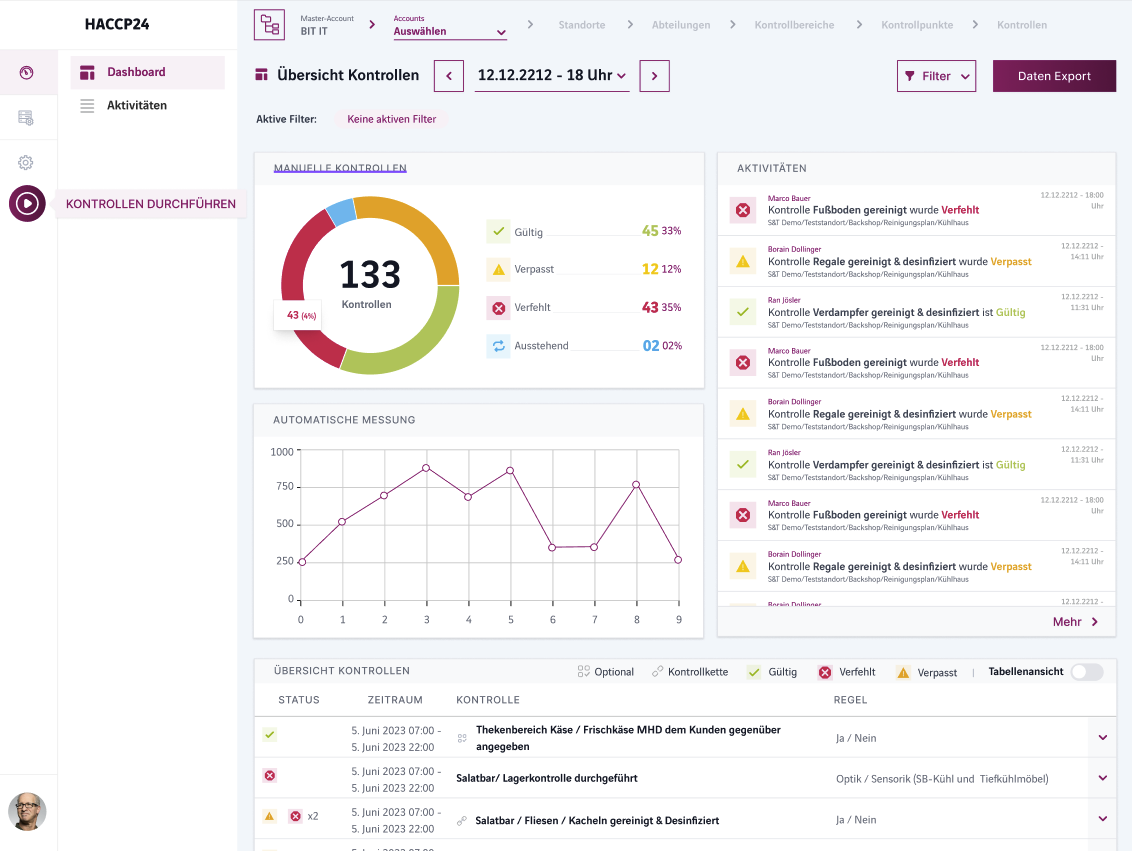 HACCP24
Master-Account
BIT IT
Accounts
Auswählen
Standorte
Abteilungen
Kontrollbereiche
Kontrollpunkte
Kontrollen
Dashboard
Aktivitäten
KONTROLLEN DURCHFÜHREN
Übersicht Kontrollen
12.12.2212 - 18 Uhr
Filter
Daten Export
Aktive Filter:
Keine aktiven Filter
MANUELLE KONTROLLEN
133
Kontrollen
43 (4%)
Gültig 45 33%
Verpasst 12 12%
Verfehlt 43 35%
Ausstehend 02 02%
AUTOMATISCHE MESSUNG
1000
750
500
250
0
0 1 2 3 4 5 6 7 8 9
AKTIVITÄTEN
Marco Bauer
Kontrolle Fußboden gereinigt wurde Verfehlt
S&T Demo/Teststandort/Backshop/Reinigungsplan/Kühlhaus
12.12.2212 - 18:00
Uhr
Borain Dollinger
Kontrolle Regale gereinigt & desinfiziert wurde Verpasst
S&T Demo/Teststandort/Backshop/Reinigungsplan/Kühlhaus
12.12.2212 -
14:11 Uhr
Ran Jösler
Kontrolle Verdampfer gereinigt & desinfiziert ist Gültig
S&T Demo/Teststandort/Backshop/Reinigungsplan/Kühlhaus
12.12.2212 -
11:31 Uhr
Marco Bauer
Kontrolle Fußboden gereinigt wurde Verfehlt
S&T Demo/Teststandort/Backshop/Reinigungsplan/Kühlhaus
12.12.2212 - 18:00
Uhr
Borain Dollinger
Kontrolle Regale gereinigt & desinfiziert wurde Verpasst
S&T Demo/Teststandort/Backshop/Reinigungsplan/Kühlhaus
12.12.2212 -
14:11 Uhr
Ran Jösler
Kontrolle Verdampfer gereinigt & desinfiziert ist Gültig
S&T Demo/Teststandort/Backshop/Reinigungsplan/Kühlhaus
12.12.2212 -
11:31 Uhr
Marco Bauer
Kontrolle Fußboden gereinigt wurde Verfehlt
S&T Demo/Teststandort/Backshop/Reinigungsplan/Kühlhaus
12.12.2212 - 18:00
Uhr
Borain Dollinger
Kontrolle Regale gereinigt & desinfiziert wurde Verpasst
S&T Demo/Teststandort/Backshop/Reinigungsplan/Kühlhaus
12.12.2212 -
14:11 Uhr
Borain Dollinger
12.12.2212 -
Mehr
ÜBERSICHT KONTROLLEN
Optional
Kontrollkette
Gültig
Verfehlt
Verpasst
|
Tabellenansicht
STATUS ZEITRAUM KONTROLLE REGEL
5. Juni 2023 07:00 -
5. Juni 2023 22:00
Thekenbereich Käse / Frischkäse MHD dem Kunden gegenüber
angegeben
Ja / Nein
5. Juni 2023 07:00 -
5. Juni 2023 22:00
Salatbar/ Lagerkontrolle durchgeführt
Optik / Sensorik (SB-Kühl und Tiefkühlmöbel)
x2
5. Juni 2023 07:00 -
5. Juni 2023 22:00
Salatbar / Fliesen / Kacheln gereinigt & Desinfiziert
Ja / Nein